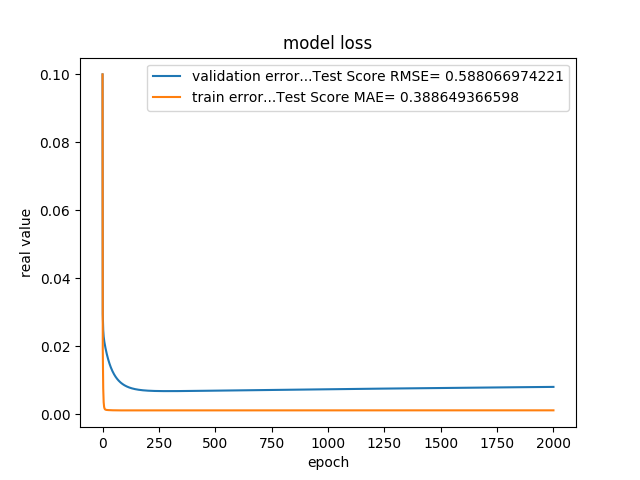 model loss
validation error...Test Score RMSE= 0.588066974221
train error...Test Score MAE= 0.388649366598
0.10
0.08
0.06
0.04
0.02
0.00
real value
0 250 500 750 1000 1250 1500 1750 2000
epoch